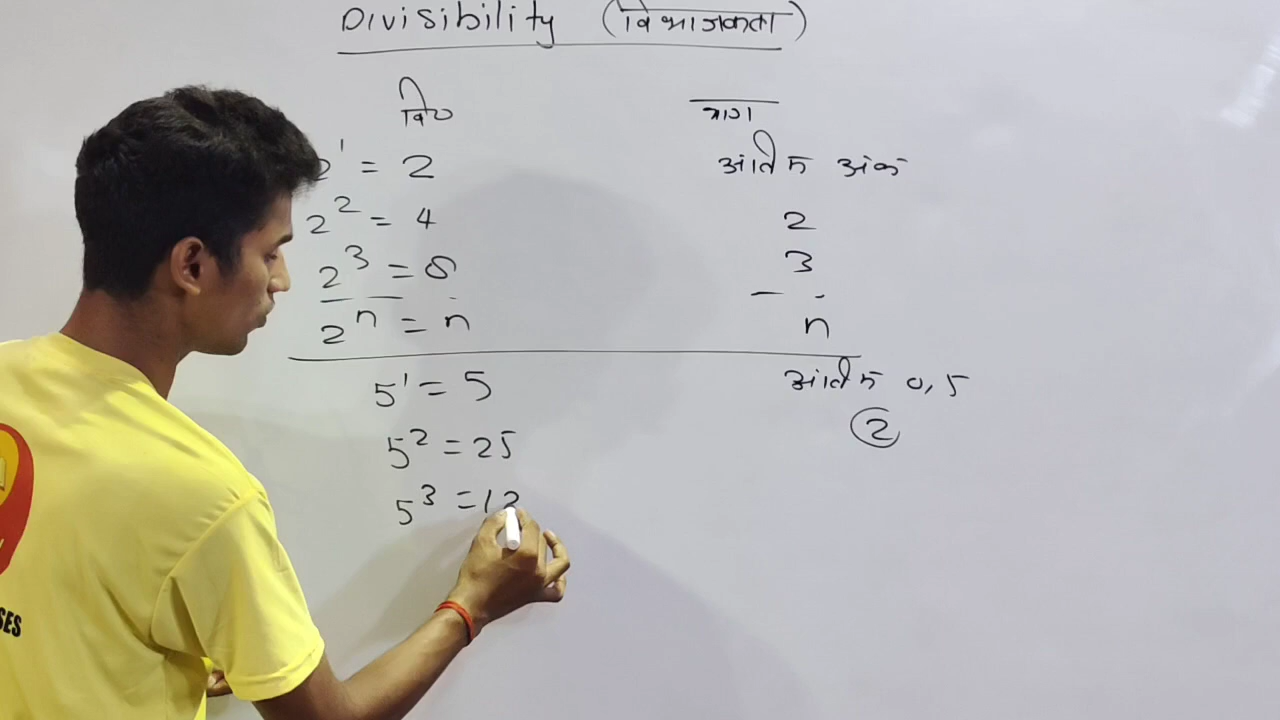 Divisibility (विभाजकता)
2¹ = 2 अंतिम अंक
2² = 4 2
2³ = 8 3
2ⁿ = n n
5¹ = 5 अंतिम 0, 5
5² = 25 2
5³ = 12
SES